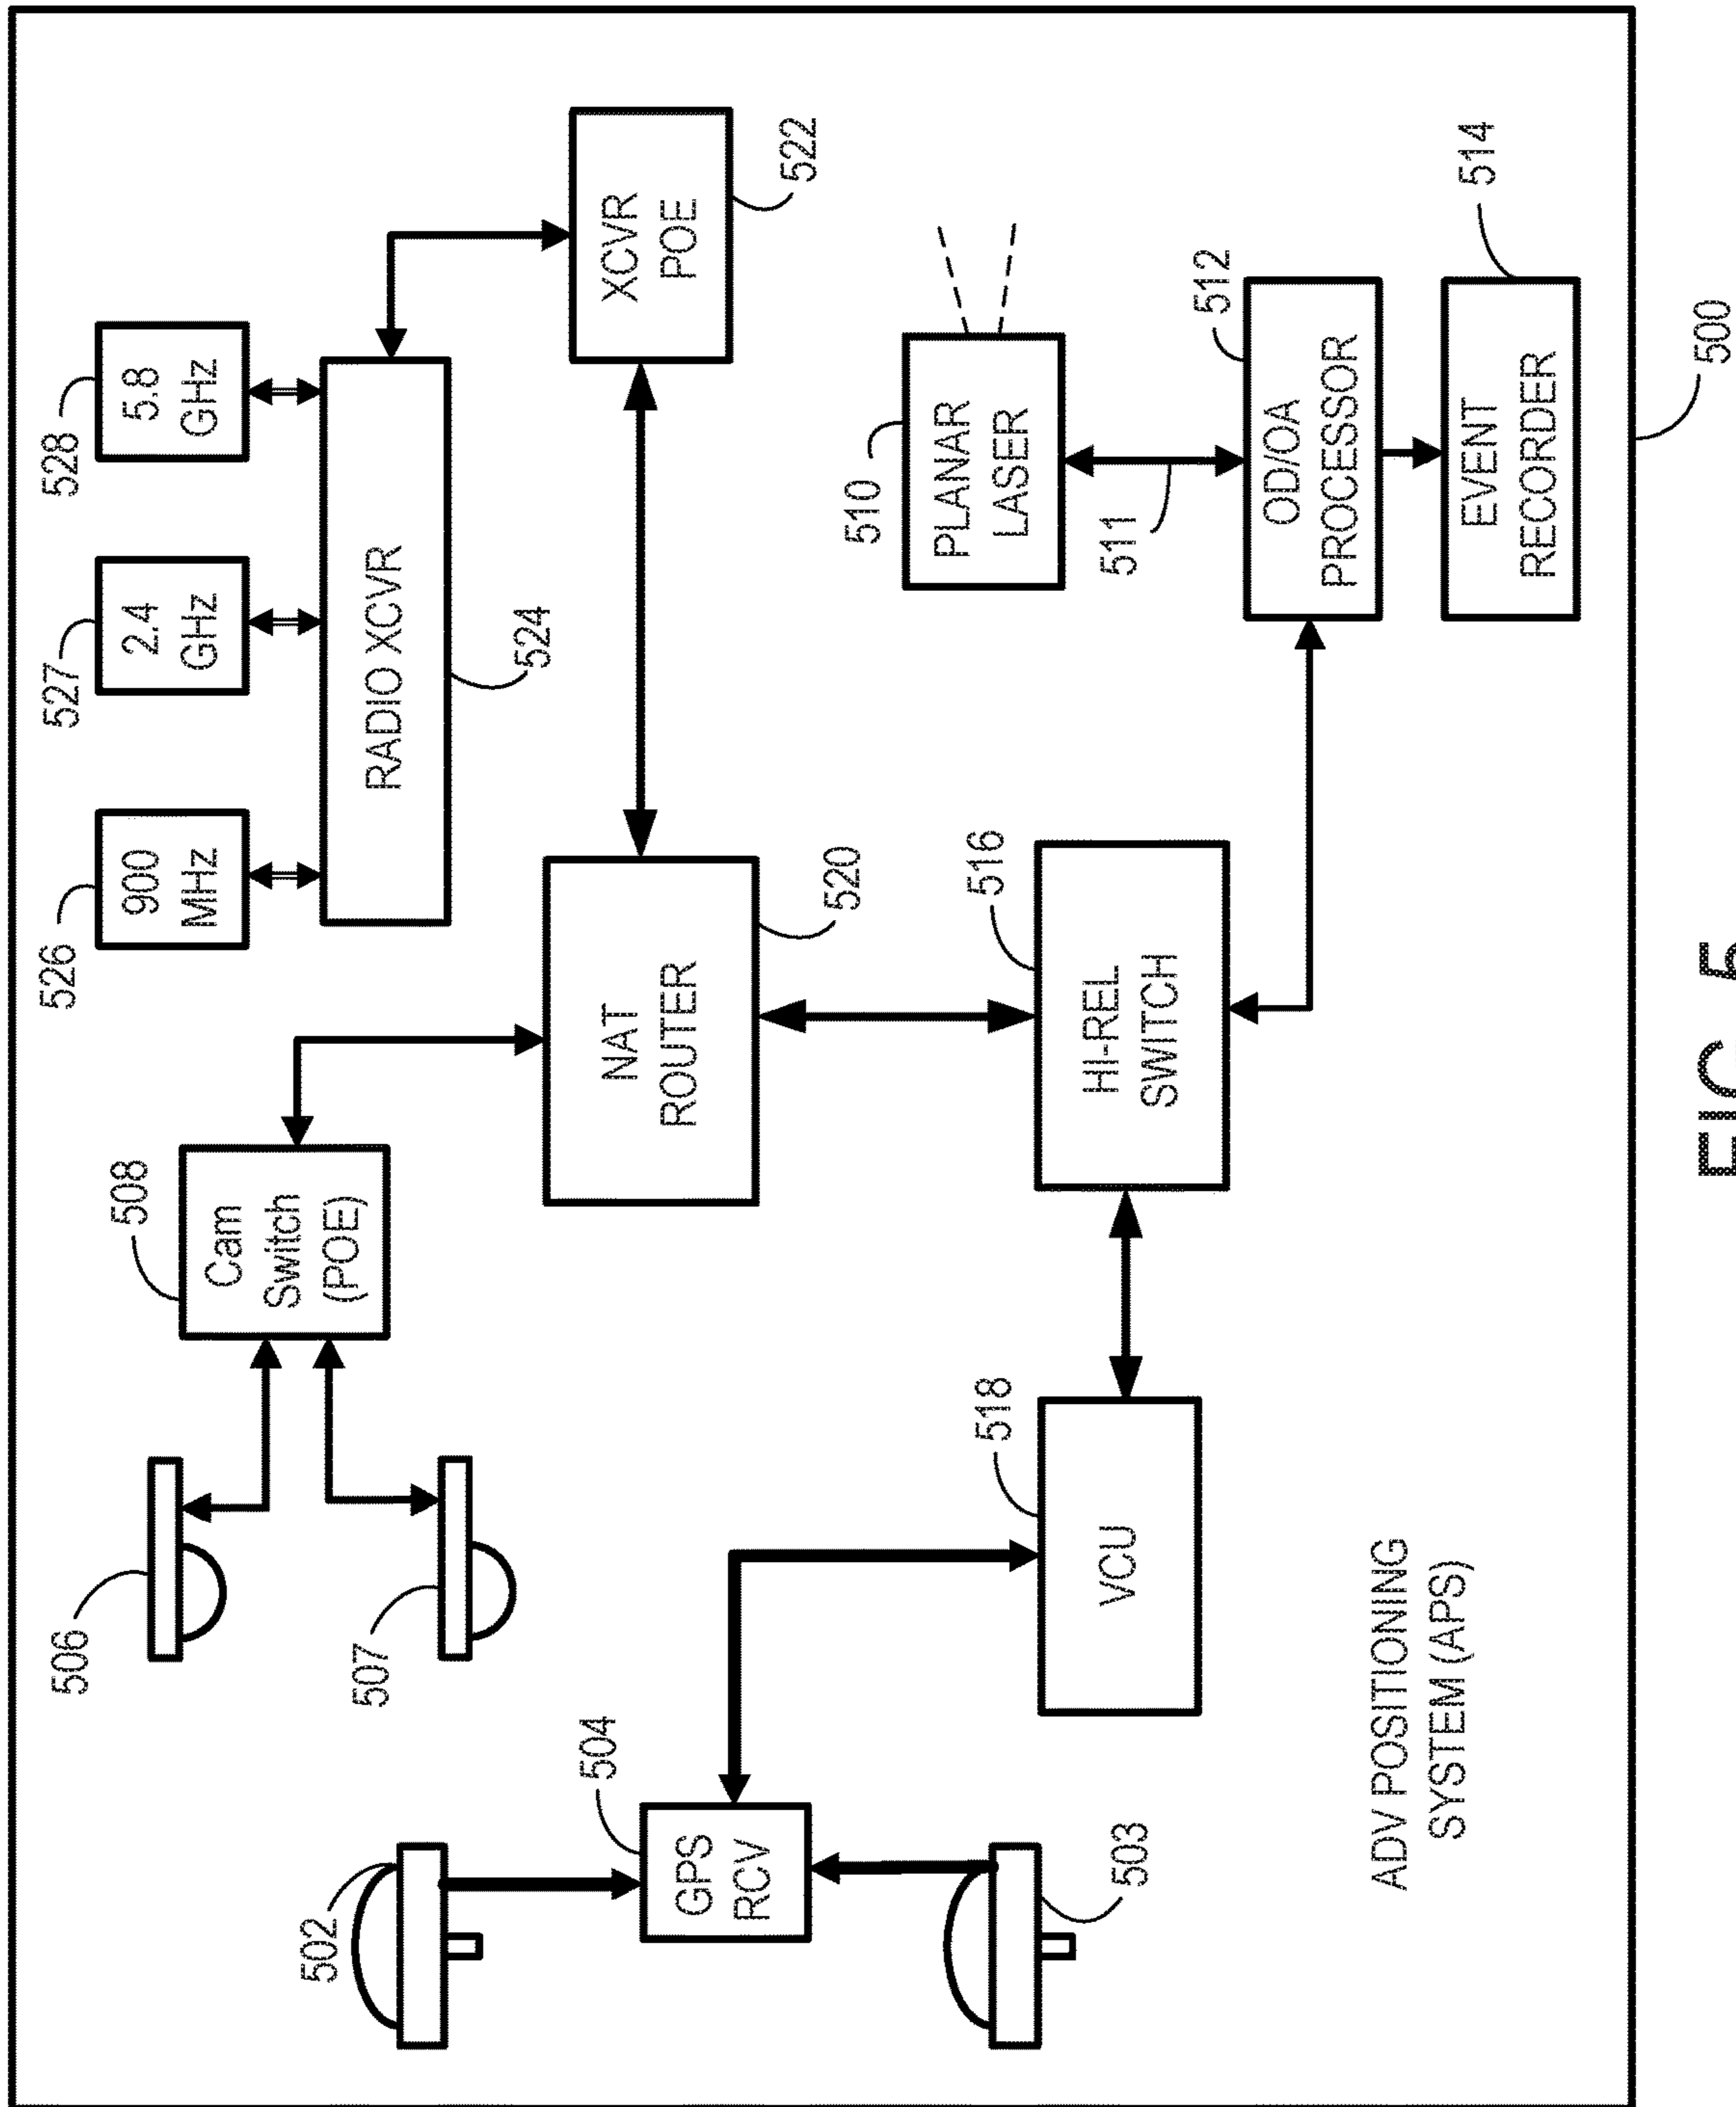 506
526
527
528
508
900
MHz
2.4
GHz
5.8
GHz
Cam
Switch
(POE)
502
507
RADIO XCVR
524
504
NAT
ROUTER
520
XCVR
POE
522
GPS
RCV
510
PLANAR
LASER
518
516
511
503
VCU
HI-REL
SWITCH
512
OD/OA
PROCESSOR
ADV POSITIONING
SYSTEM (APS)
514
EVENT
RECORDER
500
FIG. 5